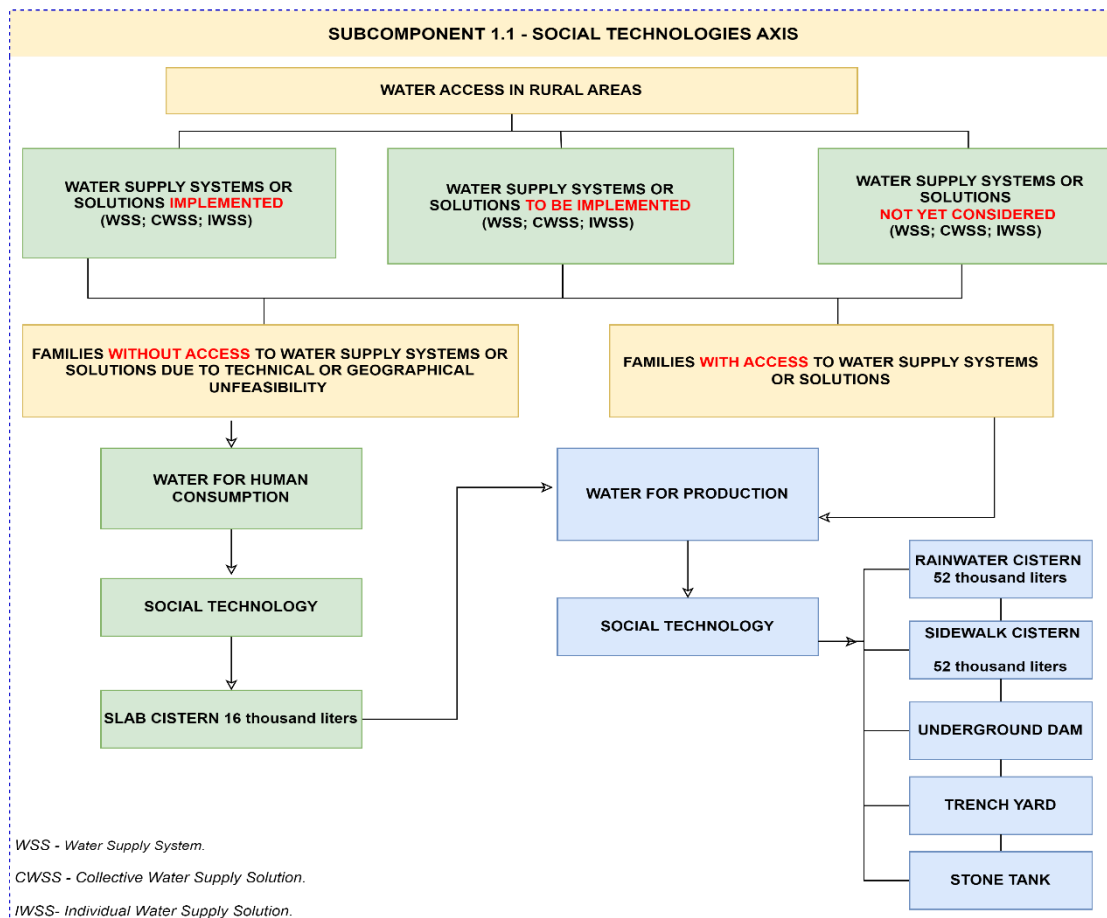 SUBCOMPONENT 1.1 - SOCIAL TECHNOLOGIES AXIS
WATER ACCESS IN RURAL AREAS
WATER SUPPLY SYSTEMS OR
SOLUTIONS IMPLEMENTED
(WSS; CWSS; IWSS)
WATER SUPPLY SYSTEMS OR
SOLUTIONS TO BE IMPLEMENTED
(WSS; CWSS; IWSS)
WATER SUPPLY SYSTEMS OR
SOLUTIONS
NOT YET CONSIDERED
(WSS; CWSS; IWSS)
FAMILIES WITHOUT ACCESS TO WATER SUPPLY SYSTEMS OR
SOLUTIONS DUE TO TECHNICAL OR GEOGRAPHICAL
UNFEASIBILITY
FAMILIES WITH ACCESS TO WATER SUPPLY SYSTEMS
OR SOLUTIONS
WATER FOR HUMAN
CONSUMPTION
SOCIAL TECHNOLOGY
SLAB CISTERN 16 thousand liters
WATER FOR PRODUCTION
SOCIAL TECHNOLOGY
RAINWATER CISTERN
52 thousand liters
SIDEWALK CISTERN
52 thousand liters
UNDERGROUND DAM
TRENCH YARD
STONE TANK
WSS - Water Supply System.
CWSS - Collective Water Supply Solution.
IWSS- Individual Water Supply Solution.